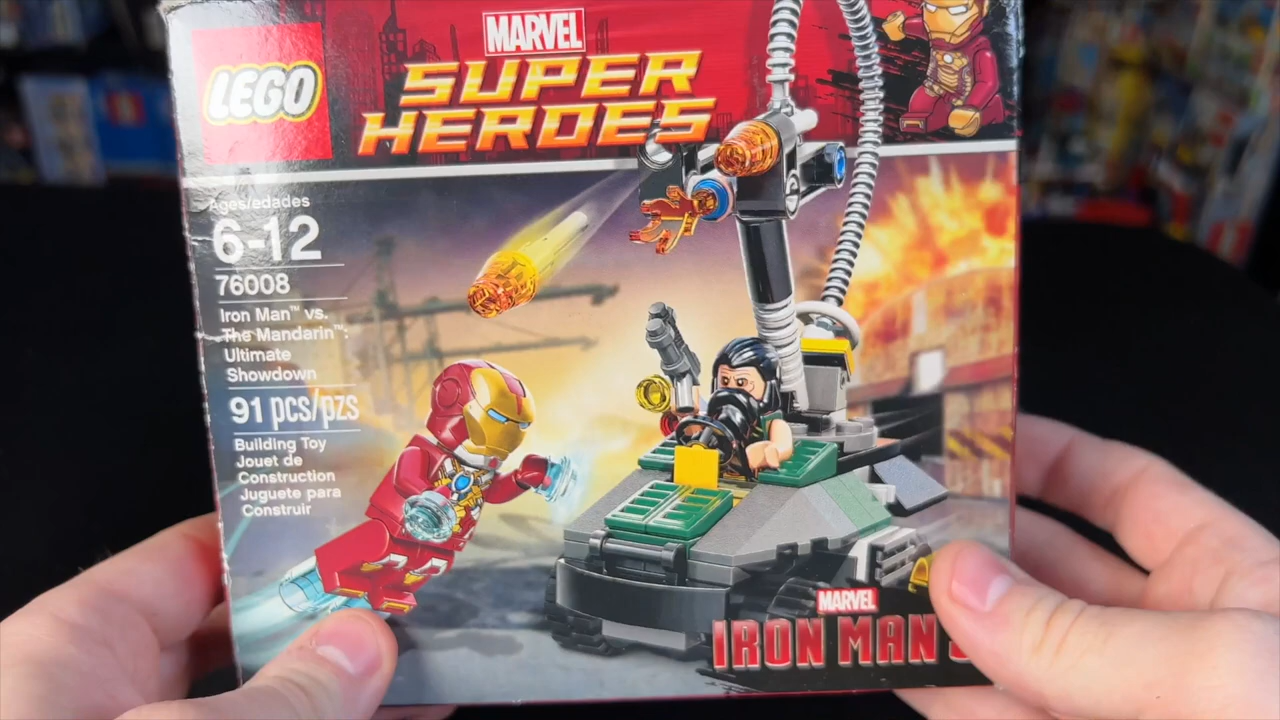 LEGO
MARVEL
SUPER
HEROES
Ages/edades
6-12
76008
Iron Man™ vs.
The Mandarin™:
Ultimate
Showdown
91 pcs/pzs
Building Toy
Jouet de
Construction
Juguete para
Construir
MARVEL
IRON MAN